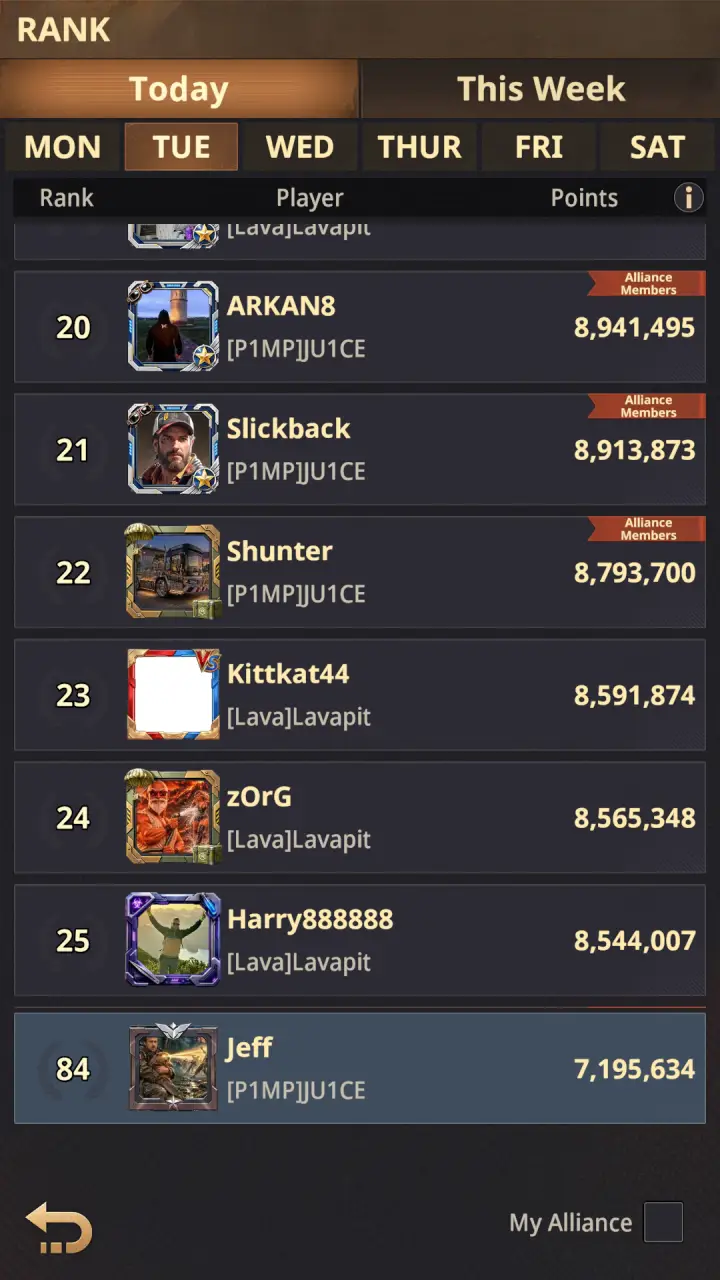 RANK
Today
This Week
MON
TUE
WED
THUR
FRI
SAT
Rank
Player
Points
[Lava]Lavapit
Alliance
Members
20
ARKAN8
8,941,495
[P1MP]JU1CE
Alliance
Members
21
Slickback
8,913,873
[P1MP]JU1CE
Alliance
Members
22
Shunter
8,793,700
[P1MP]JU1CE
VS
23
Kittkat44
8,591,874
[Lava]Lavapit
24
zOrG
8,565,348
[Lava]Lavapit
25
Harry888888
8,544,007
[Lava]Lavapit
84
Jeff
7,195,634
[P1MP]JU1CE
My Alliance